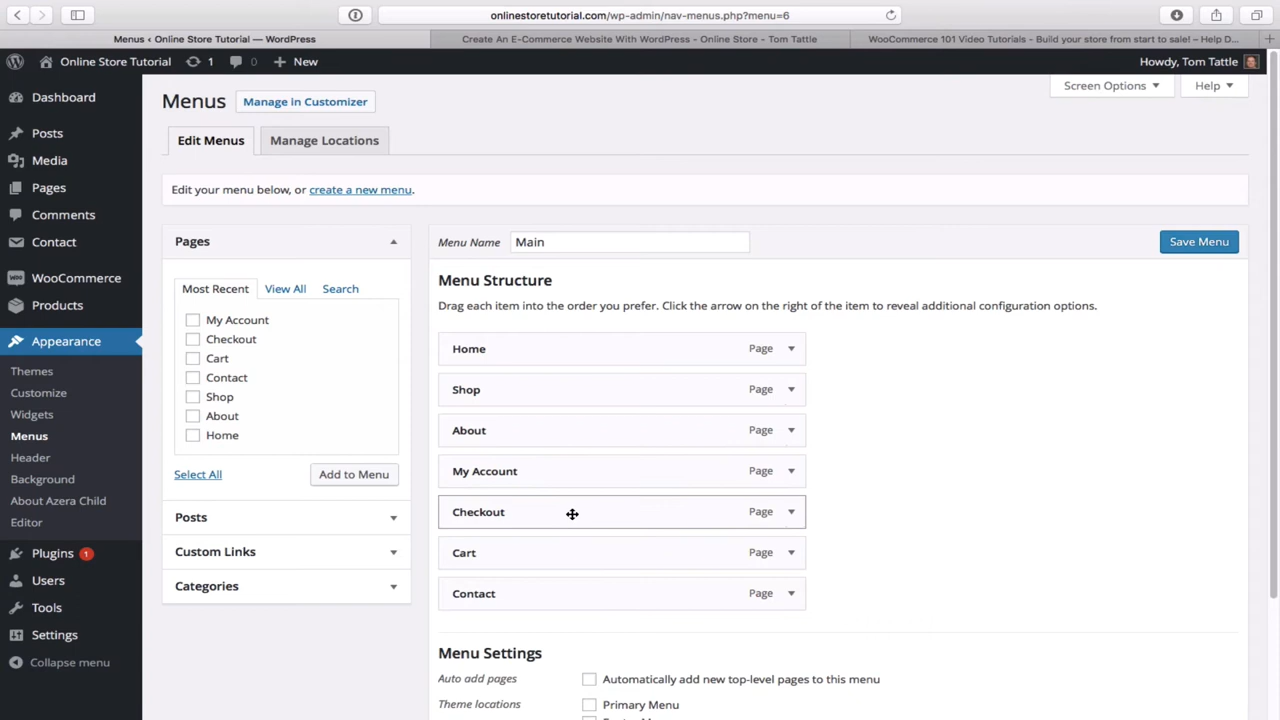 onlinestoretutorial.com/wp-admin/nav-menus.php?menu=6
Menus ‹ Online Store Tutorial — WordPress
Create An E-Commerce Website With WordPress - Online Store - Tom Tattle
WooCommerce 101 Video Tutorials - Build your store from start to sale! – Help D...
Online Store Tutorial 1 0 New
Howdy, Tom Tattle
Dashboard
Posts
Media
Pages
Comments
Contact
WooCommerce
Products
Appearance
Themes
Customize
Widgets
Menus
Header
Background
About Azera Child
Editor
Plugins 1
Users
Tools
Settings
Collapse menu
Screen Options
Help
Menus
Manage in Customizer
Edit Menus
Manage Locations
Edit your menu below, or create a new menu.
Pages
Most Recent
View All
Search
My Account
Checkout
Cart
Contact
Shop
About
Home
Select All
Add to Menu
Posts
Custom Links
Categories
Menu Name Main
Save Menu
Menu Structure
Drag each item into the order you prefer. Click the arrow on the right of the item to reveal additional configuration options.
Home Page
Shop Page
About Page
My Account Page
Checkout Page
Cart Page
Contact Page
Menu Settings
Auto add pages Automatically add new top-level pages to this menu
Theme locations Primary Menu